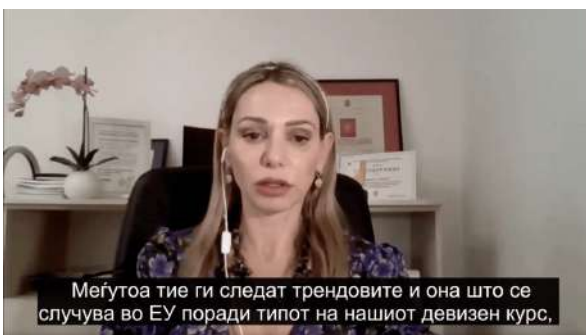 Меѓутоа тие ги следат трендовите и она што се
случува во ЕУ поради типот на нашиот девизен курс,